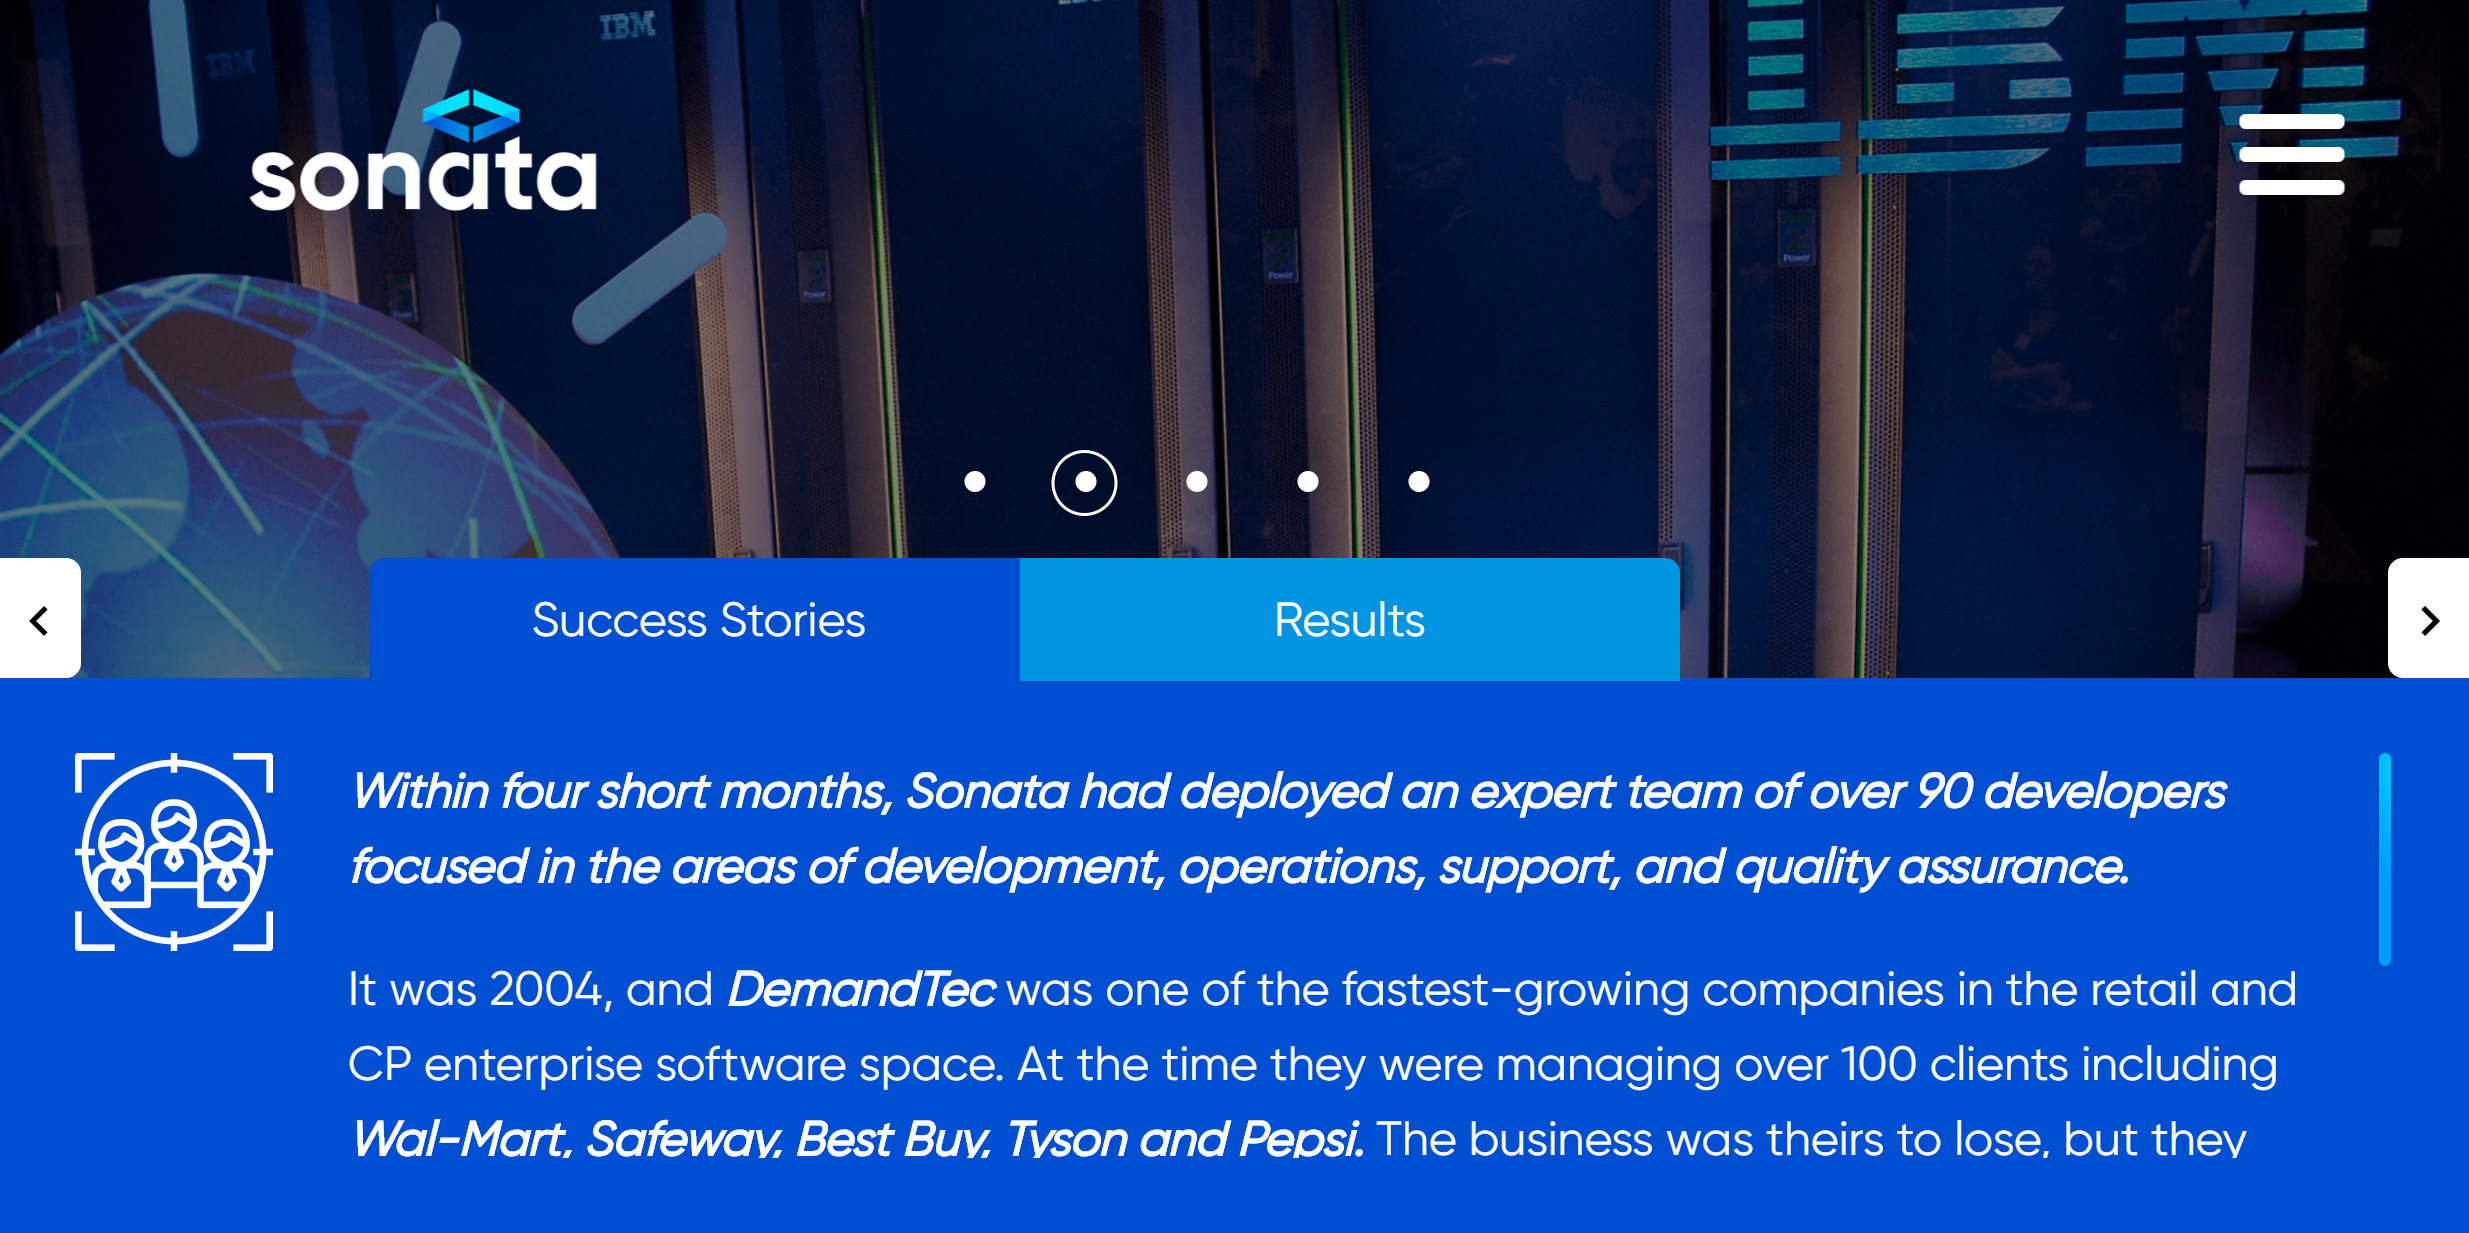 IBM
IBM
IBM
sonata
Power
Power
Power
Success Stories
Results
Within four short months, Sonata had deployed an expert team of over 90 developers
focused in the areas of development, operations, support, and quality assurance.
It was 2004, and DemandTec was one of the fastest-growing companies in the retail and
CP enterprise software space. At the time they were managing over 100 clients including
Wal-Mart, Safeway, Best Buy, Tyson and Pepsi. The business was theirs to lose, but they